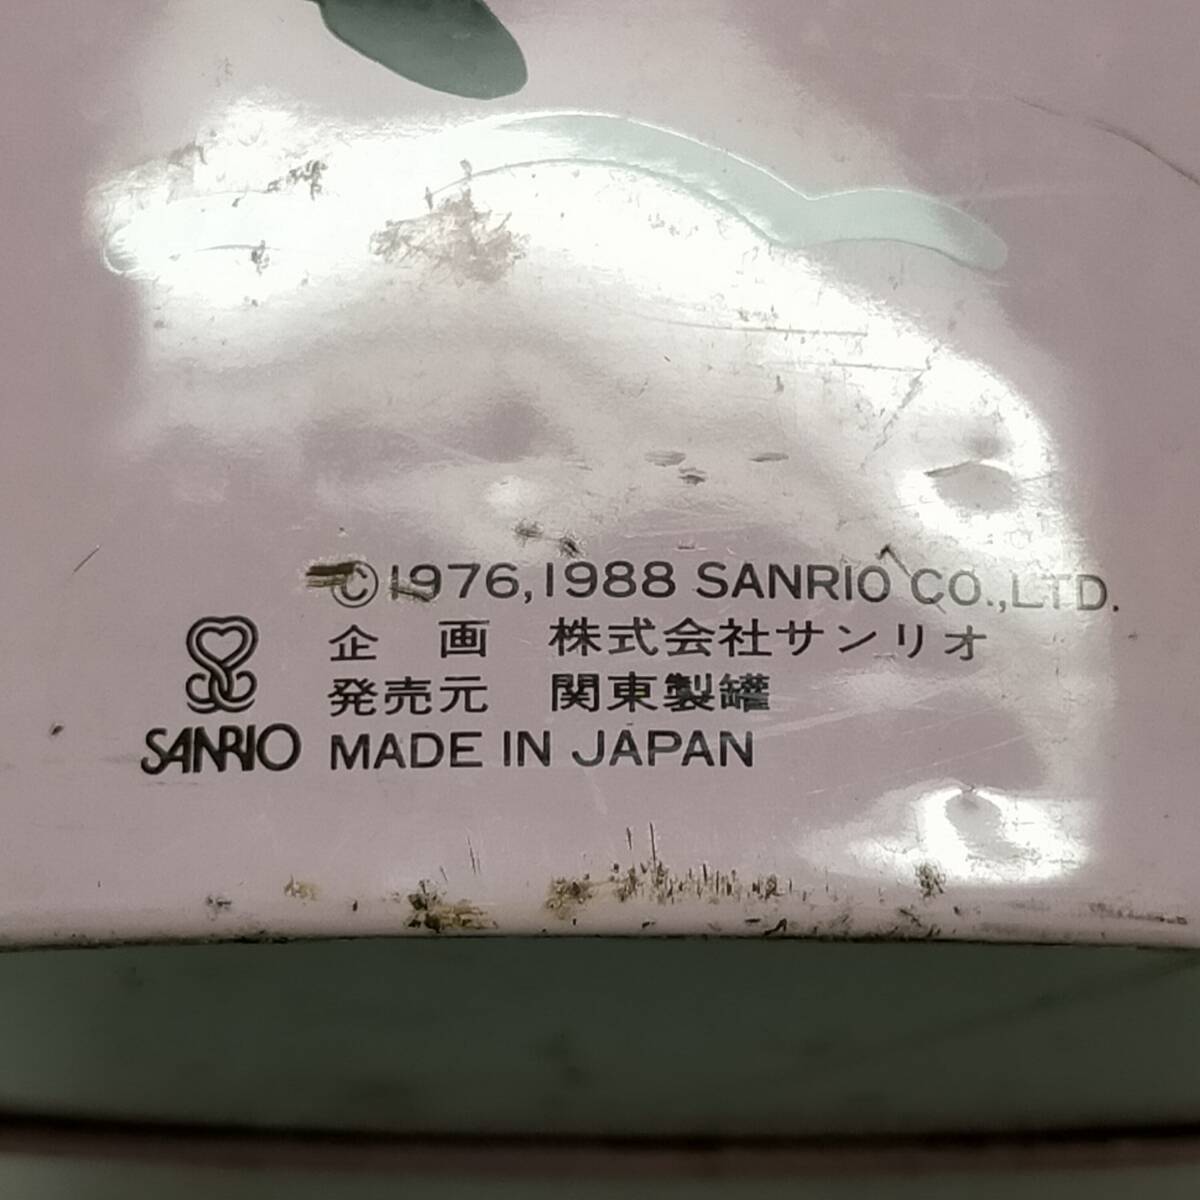 ©1976,1988 SANRIO CO.,LTD.
企　画　株式会社サンリオ
発売元　関東製罐
SANRIO MADE IN JAPAN